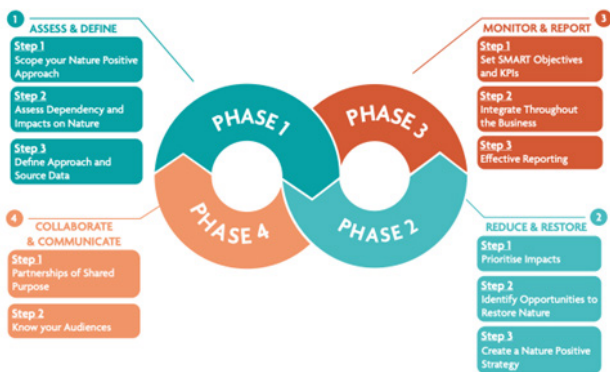 1
ASSESS & DEFINE
Step 1
Scope your Nature Positive
Approach
Step 2
Assess Dependency and
Impacts on Nature
Step 3
Define Approach and
Source Data
3
MONITOR & REPORT
Step 1
Set SMART Objectives
and KPIs
Step 2
Integrate Throughout
the Business
Step 3
Effective Reporting
PHASE 1
PHASE 3
PHASE 4
PHASE 2
4
COLLABORATE
& COMMUNICATE
Step 1
Partnerships of Shared
Purpose
Step 2
Know your Audiences
2
REDUCE & RESTORE
Step 1
Prioritise Impacts
Step 2
Identify Opportunities to
Restore Nature
Step 3
Create a Nature Positive
Strategy